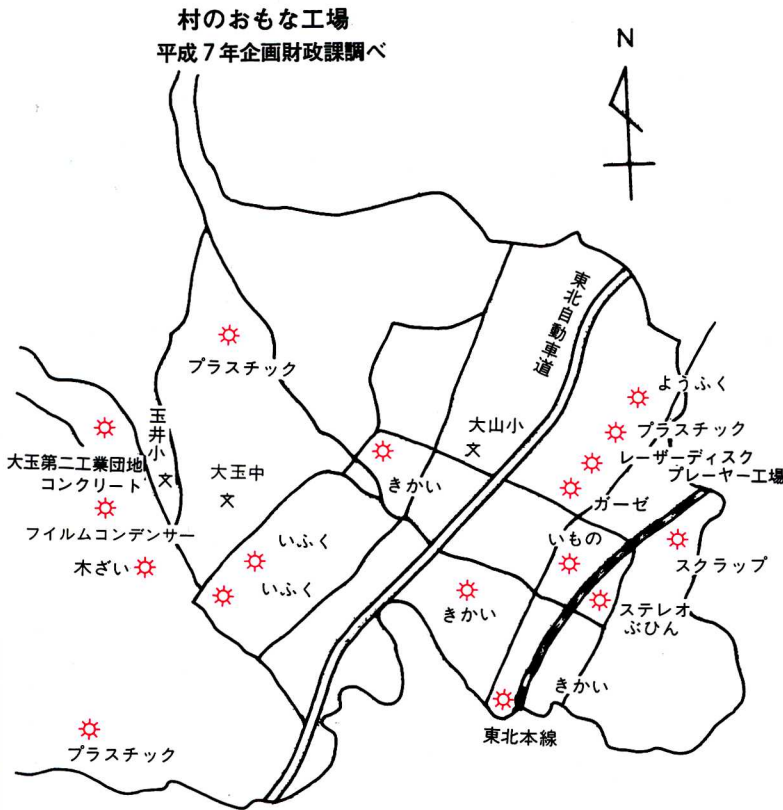 村のおもな工場
平成7年企画財政課調べ
N
東北自動車道
プラスチック
ようふく
玉井小
文
大山小
文
プラスチック
大玉第二工業団地
コンクリート
大玉中
文
きかい
レーザーディスク
プレーヤー工場
ガーゼ
フイルムコンデンサー
いふく
いもの
木ざい
いふく
スクラップ
きかい
ステレオ
ぶひん
きかい
プラスチック
東北本線